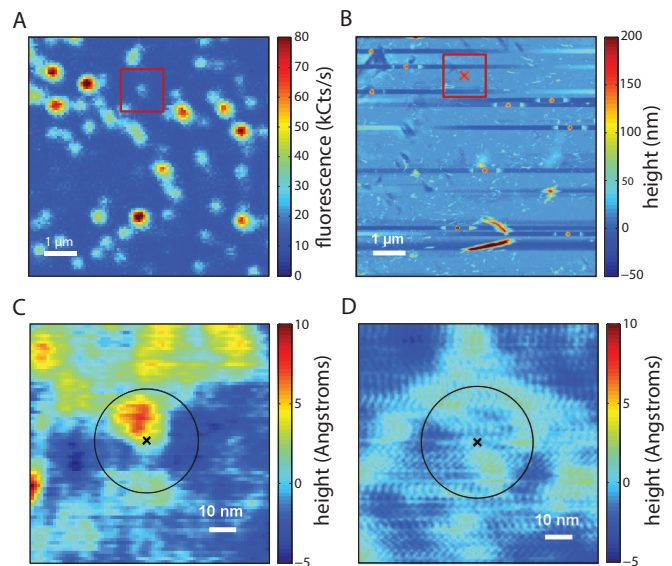 A
80
70
60
50
40
30
20
10
0
fluorescence (kCts/s)
1 μm
B
200
150
100
50
0
−50
height (nm)
1 μm
C
10
5
0
−5
height (Angstroms)
10 nm
D
10
5
0
−5
height (Angstroms)
10 nm